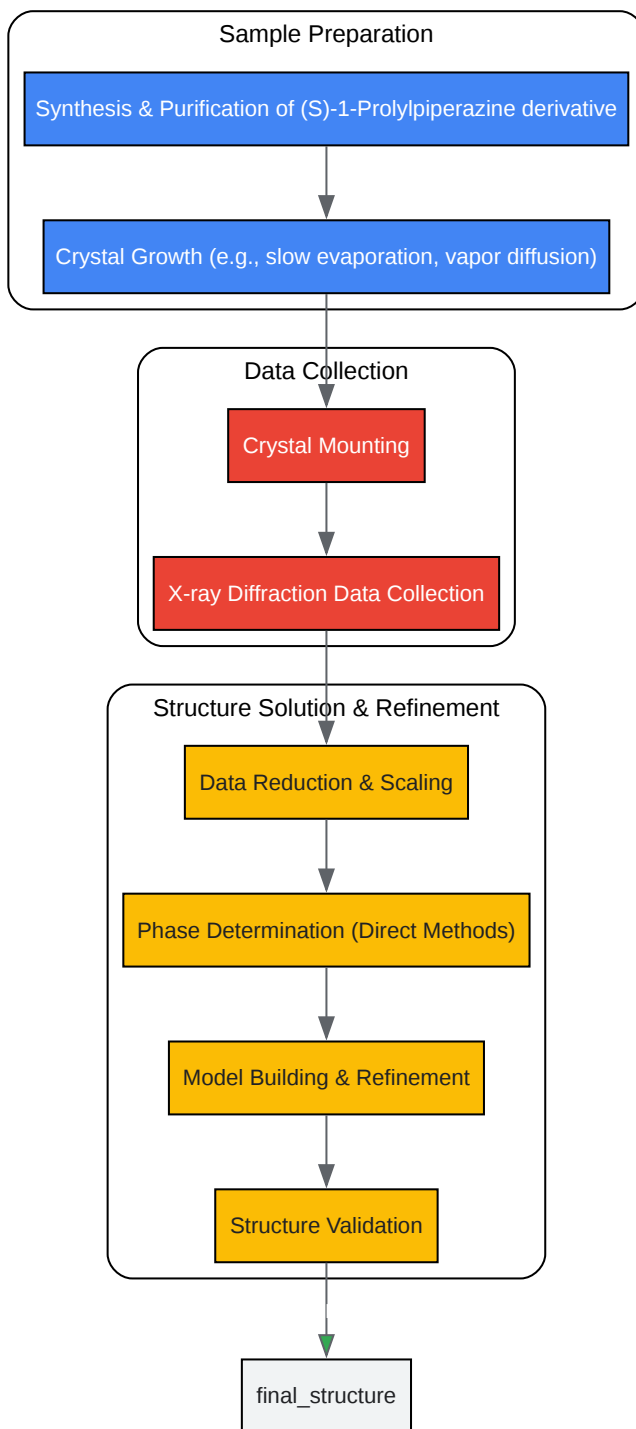 Sample Preparation
Synthesis & Purification of (S)-1-Prolylpiperazine derivative
Crystal Growth (e.g., slow evaporation, vapor diffusion)
Data Collection
Crystal Mounting
X-ray Diffraction Data Collection
Structure Solution & Refinement
Data Reduction & Scaling
Phase Determination (Direct Methods)
Model Building & Refinement
Structure Validation
final_structure